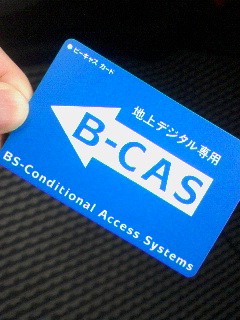 ビーキャス カード
地上デジタル専用
B-CAS
BS-Conditional Access Systems